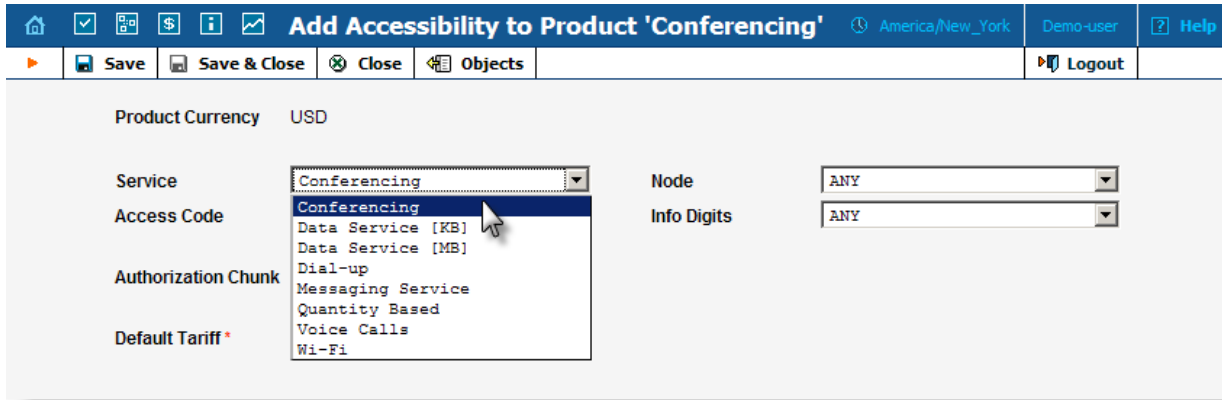 Add Accessibility to Product 'Conferencing' America/New_York Demo-user ? Help
Save Save & Close Close Objects Logout
Product Currency USD
Service Conferencing Node ANY
Access Code Conferencing Info Digits ANY
Data Service [KB]
Data Service [MB]
Authorization Chunk Dial-up
Messaging Service
Quantity Based
Default Tariff * Voice Calls
Wi-Fi